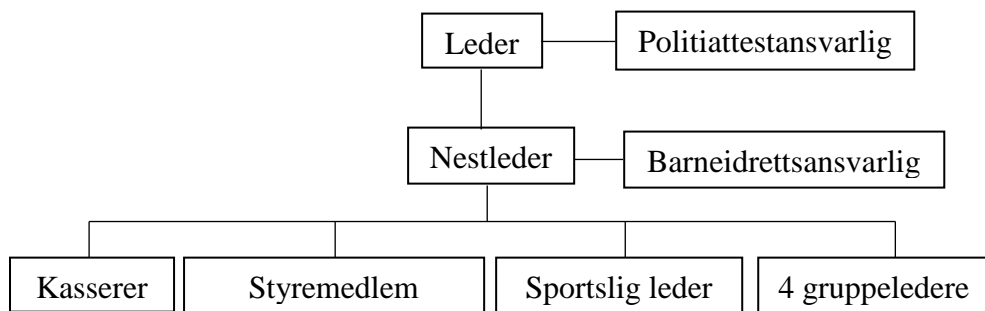 Leder
Politiattestansvarlig
Nestleder
Barneidrettsansvarlig
Kasserer
Styremedlem
Sportslig leder
4 gruppeledere